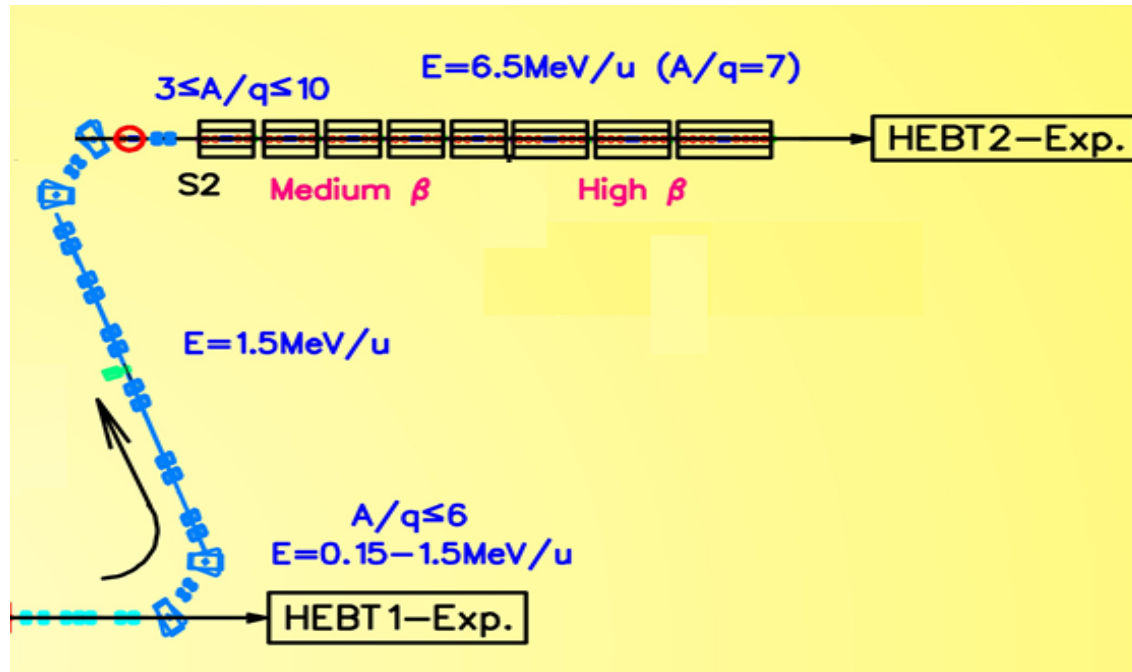 E=6.5MeV/u (A/q=7)
3≤A/q≤10
HEBT2-Exp.
S2
Medium β
High β
E=1.5MeV/u
A/q≤6
E=0.15-1.5MeV/u
HEBT1-Exp.